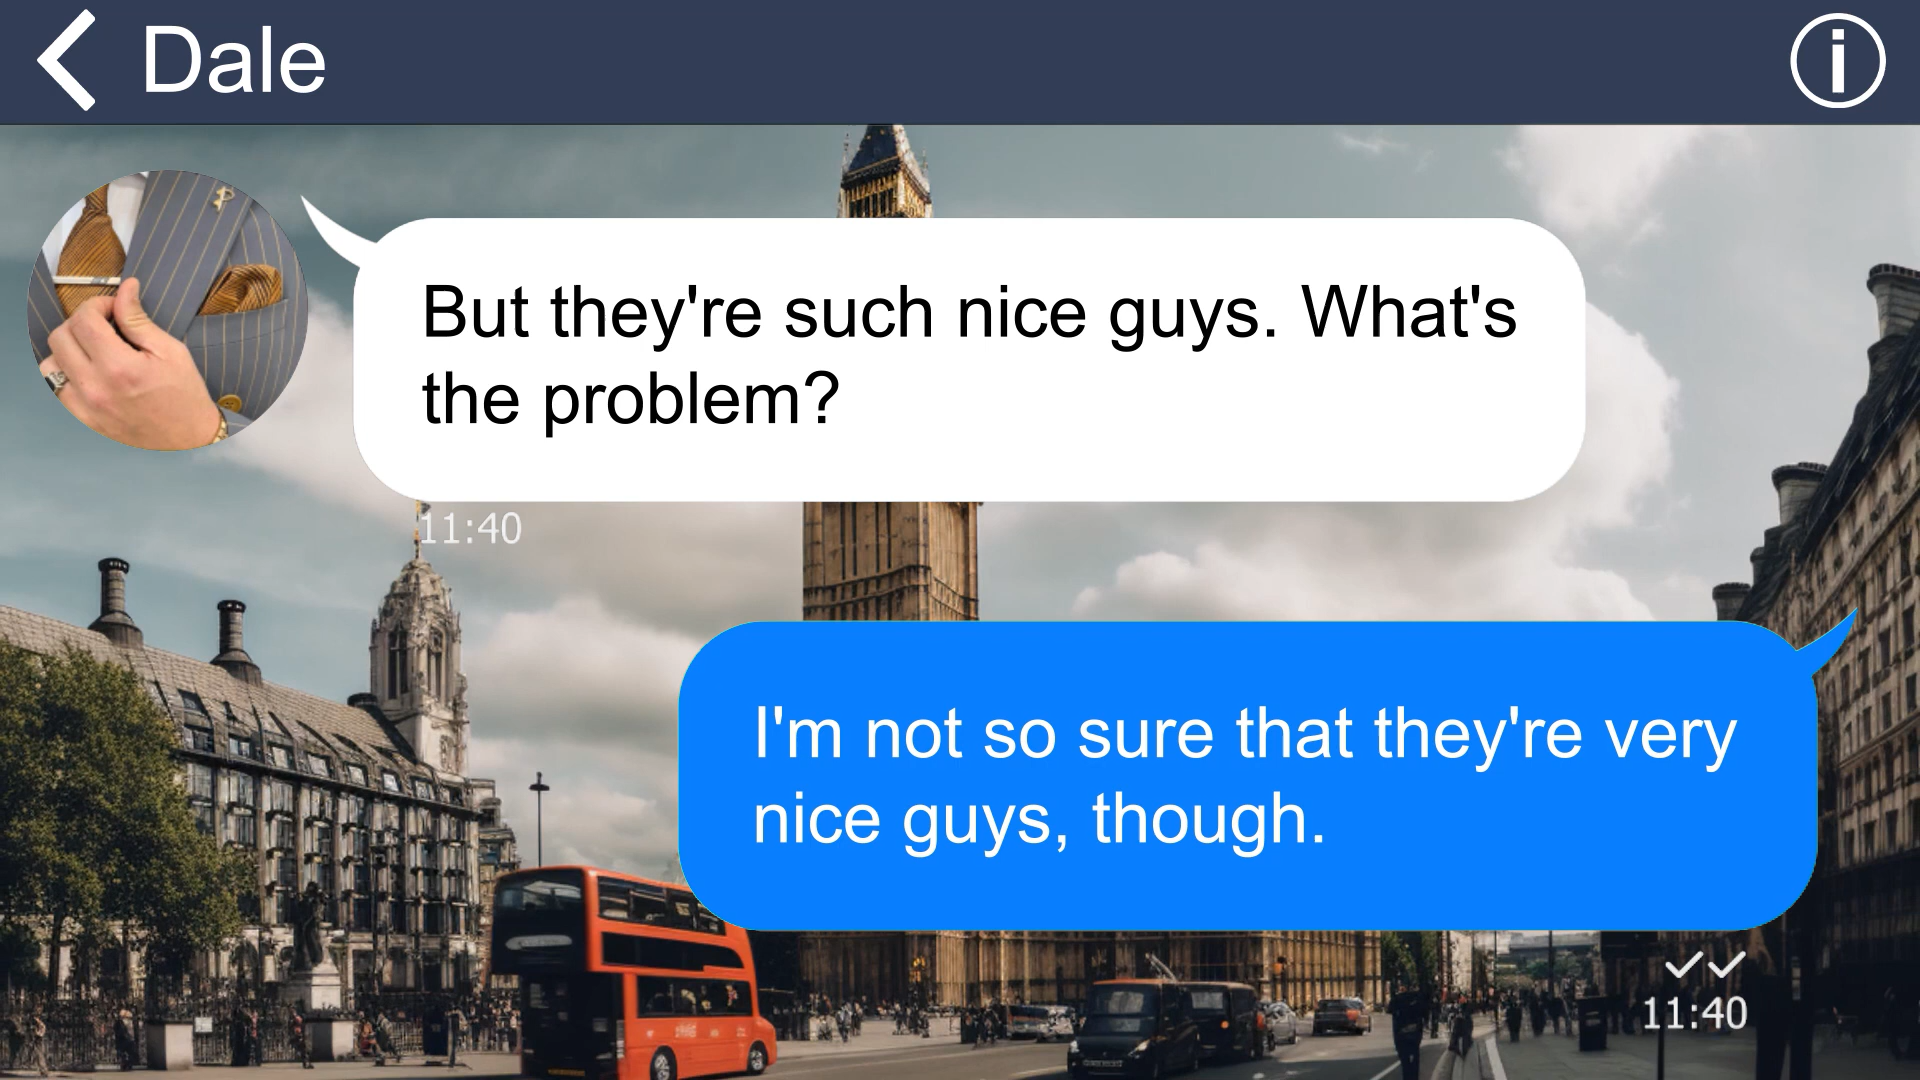 Dale
But they're such nice guys. What's
the problem?
11:40
I'm not so sure that they're very
nice guys, though.
11:40